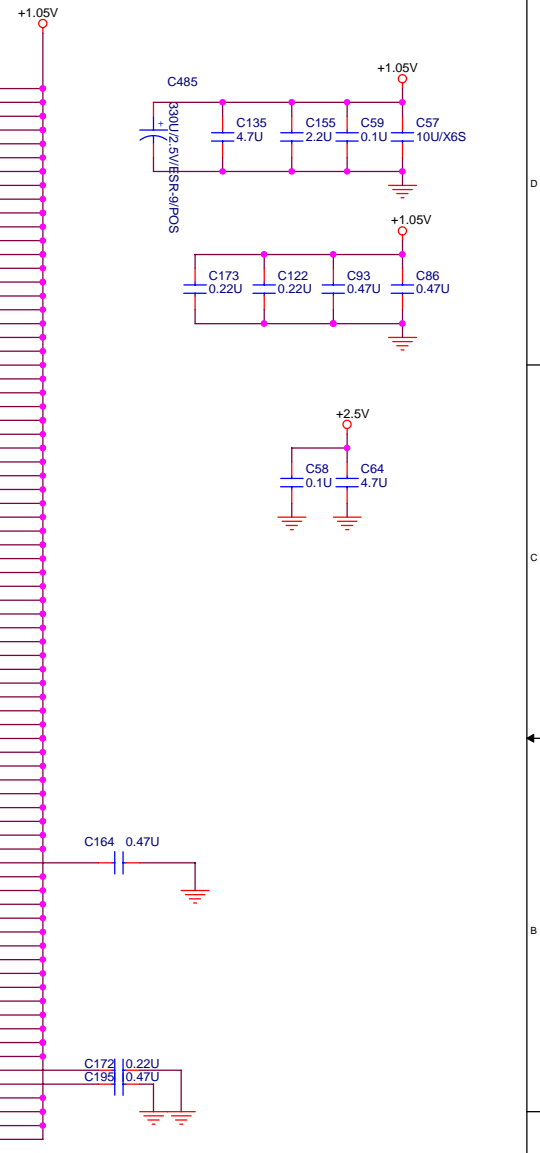 +1.05V
C485
+1.05V
330U/2.5V/ESR-9/POS
+
C135
4.7U
C155
2.2U
C59
0.1U
C57
10U/X6S
D
+1.05V
C173
0.22U
C122
0.22U
C93
0.47U
C86
0.47U
+2.5V
C58
0.1U
C64
4.7U
C
C164 0.47U
B
C172 0.22U
C195 0.47U